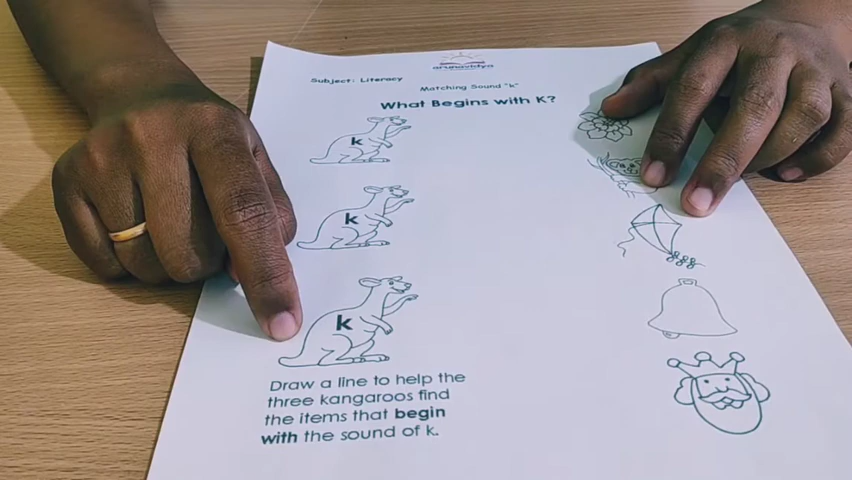 arunavidya
Subject: Literacy
Matching Sound "k"
What Begins with K?
k
k
k
Draw a line to help the
three kangaroos find
the items that begin
with the sound of k.